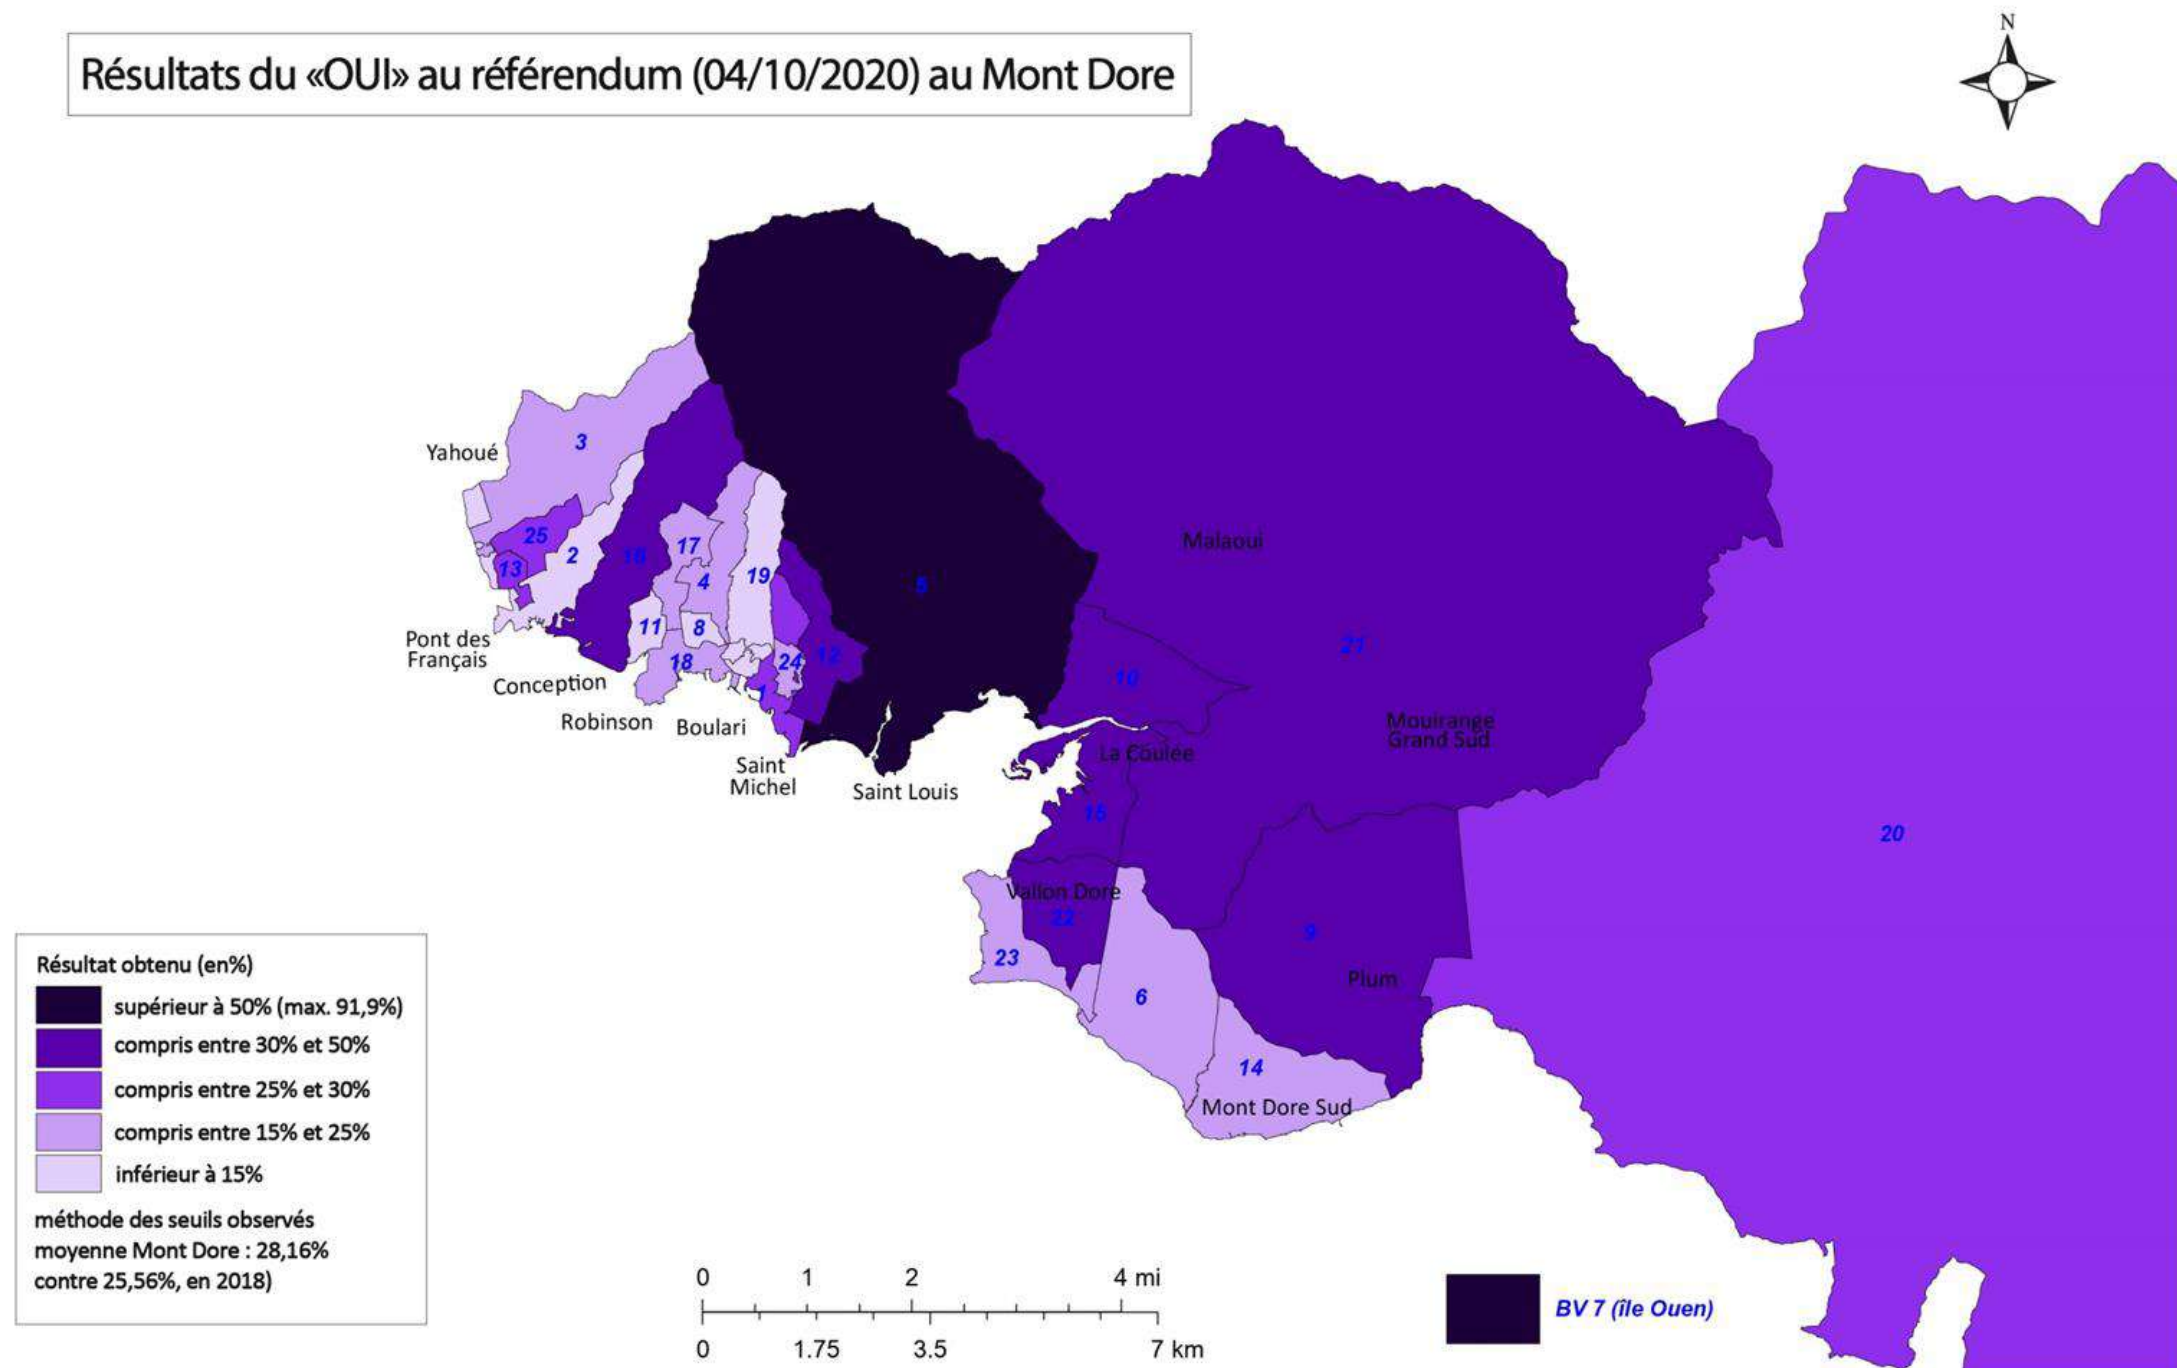 N
Résultats du «OUI» au référendum (04/10/2020) au Mont Dore
Yahoué
3
25
2
13
16
17
4
19
5
Malaoui
11
8
18
24
12
1
10
21
Pont des
Français
Conception
Robinson
Boulari
Saint
Michel
Saint Louis
La Coulée
Mouirange
Grand Sud
15
20
Vallon Dore
22
9
23
6
Plum
14
Mont Dore Sud
Résultat obtenu (en%)
supérieur à 50% (max. 91,9%)
compris entre 30% et 50%
compris entre 25% et 30%
compris entre 15% et 25%
inférieur à 15%
méthode des seuils observés
moyenne Mont Dore : 28,16%
contre 25,56%, en 2018)
0 1 2 4 mi
0 1.75 3.5 7 km
BV 7 (île Ouen)